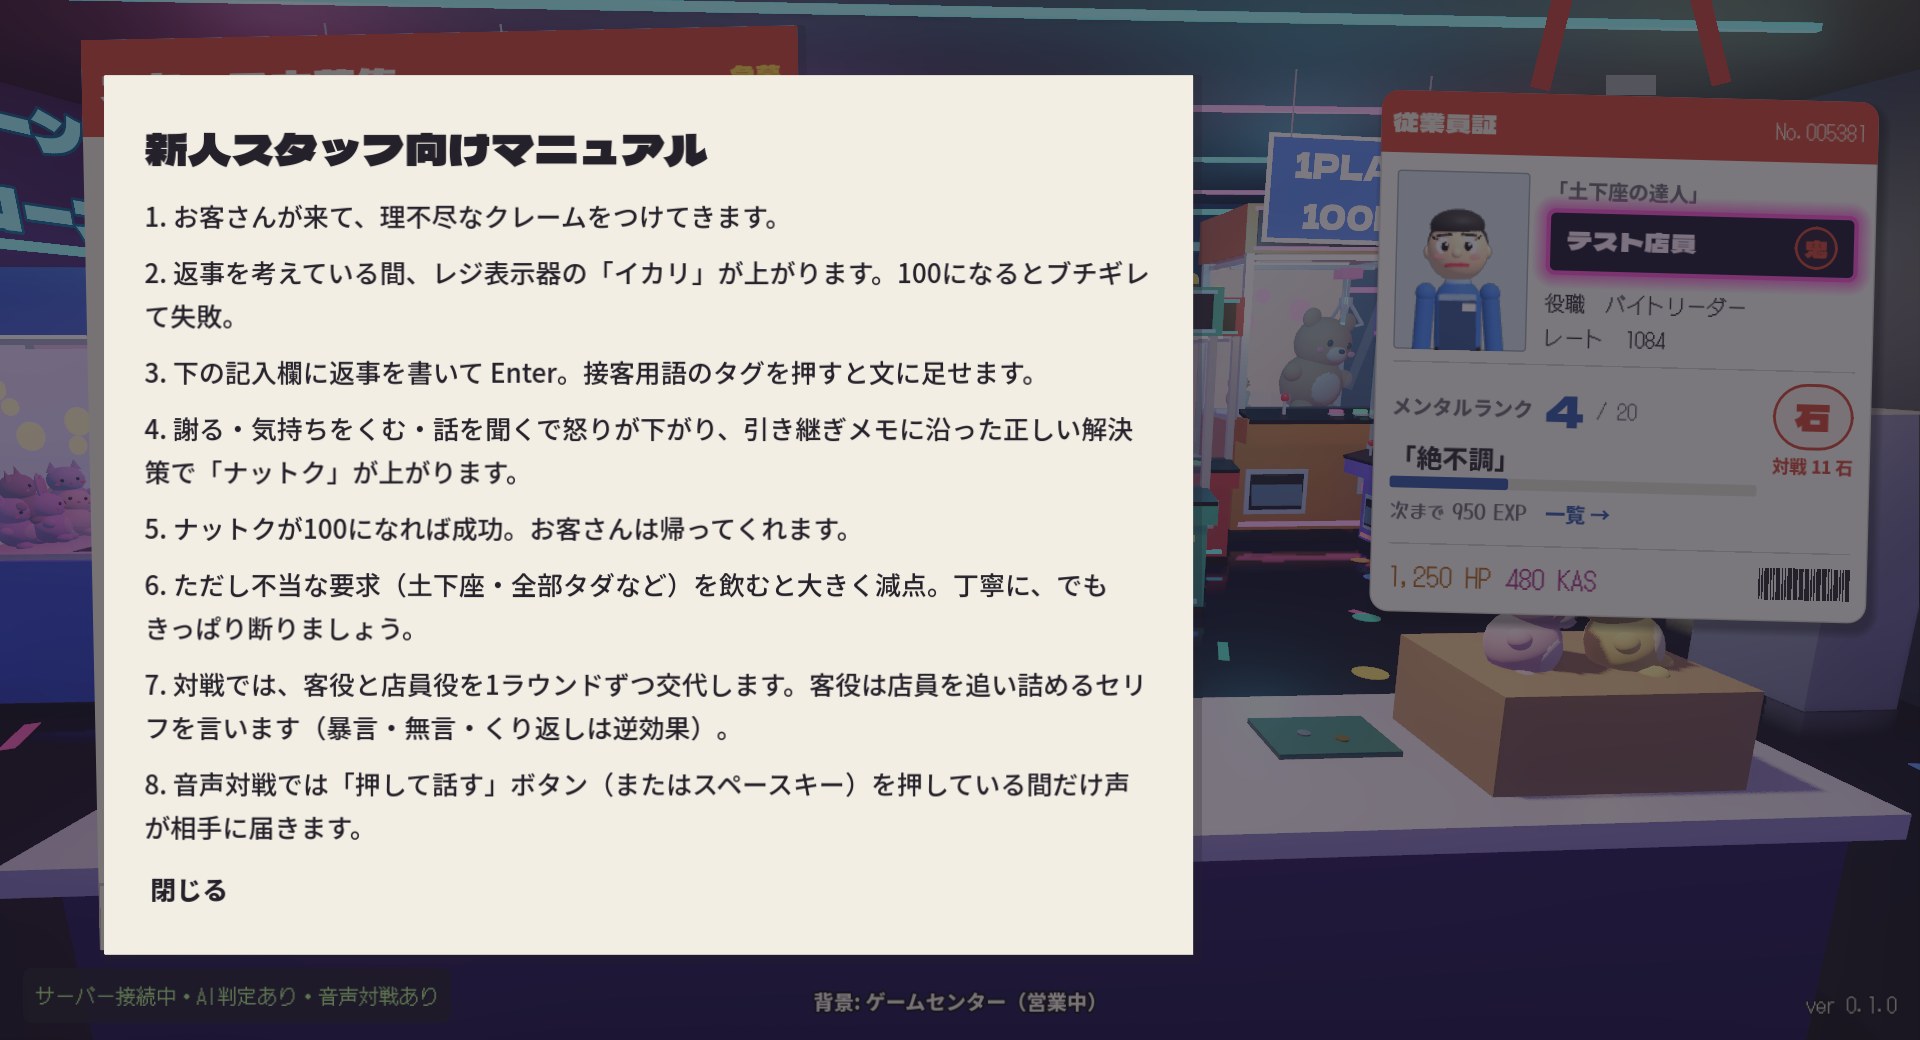 新人スタッフ向けマニュアル
1. お客さんが来て、理不尽なクレームをつけてきます。
2. 返事を考えている間、レジ表示器の「イカリ」が上がります。100になるとブチギレ
て失敗。
3. 下の記入欄に返事を書いて Enter。接客用語のタグを押すと文に足せます。
4. 謝る・気持ちをくむ・話を聞くで怒りが下がり、引き継ぎメモに沿った正しい解決
策で「ナットク」が上がります。
5. ナットクが100になれば成功。お客さんは帰ってくれます。
6. ただし不当な要求（土下座・全部タダなど）を飲むと大きく減点。丁寧に、でも
きっぱり断りましょう。
7. 対戦では、客役と店員役を1ラウンドずつ交代します。客役は店員を追い詰めるセリ
フを言います（暴言・無言・くり返しは逆効果）。
8. 音声対戦では「押して話す」ボタン（またはスペースキー）を押している間だけ声
が相手に届きます。
閉じる
1PLA
100
従業員証
No. 005381
「土下座の達人」
テスト店員
役職 バイトリーダー
レート 1084
メンタルランク 4 / 20
石
「絶不調」
対戦 11 石
次まで 950 EXP 一覧 →
1,250 HP 480 KAS
サーバー接続中・AI判定あり・音声対戦あり
背景: ゲームセンター（営業中）
ver 0.1.0